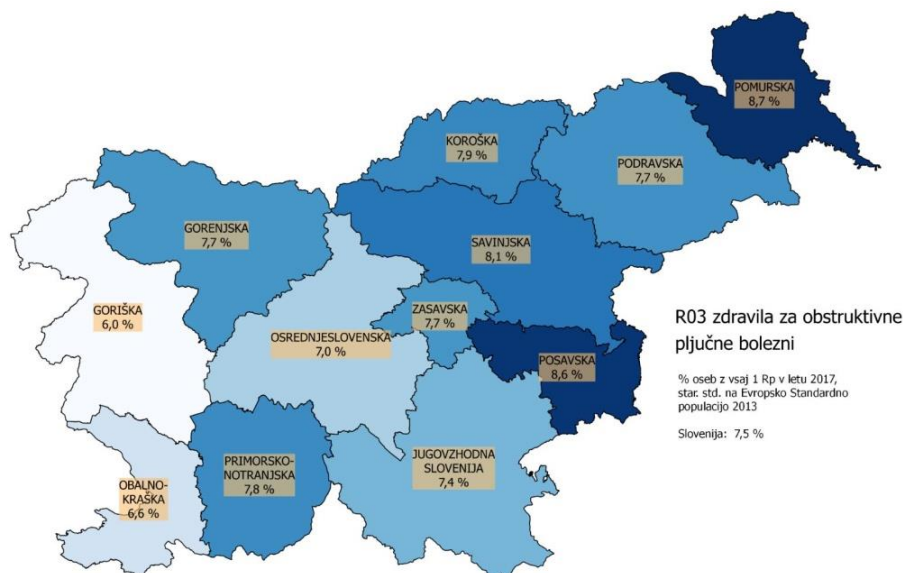 POMURSKA
8,7 %
KOROŠKA
7,9 %
PODRAVSKA
7,7 %
GORENJSKA
7,7 %
SAVINJSKA
8,1 %
GORIŠKA
6,0 %
ZASAVSKA
7,7 %
OSREDNJESLOVENSKA
7,0 %
POSAVSKA
8,6 %
R03 zdravila za obstruktivne
pljučne bolezni
% oseb z vsaj 1 Rp v letu 2017,
star. std. na Evropsko Standardno
populacijo 2013
Slovenija: 7,5 %
JUGOVZHODNA
SLOVENIJA
7,4 %
PRIMORSKO-
NOTRANJSKA
7,8 %
OBALNO-
KRAŠKA
6,6 %